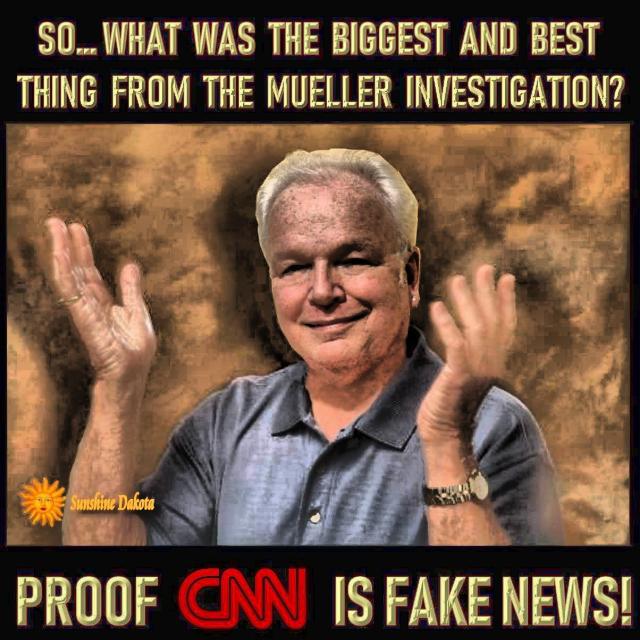 SO... WHAT WAS THE BIGGEST AND BEST
THING FROM THE MUELLER INVESTIGATION?
Sunshine Dakota
PROOF CNN IS FAKE NEWS!